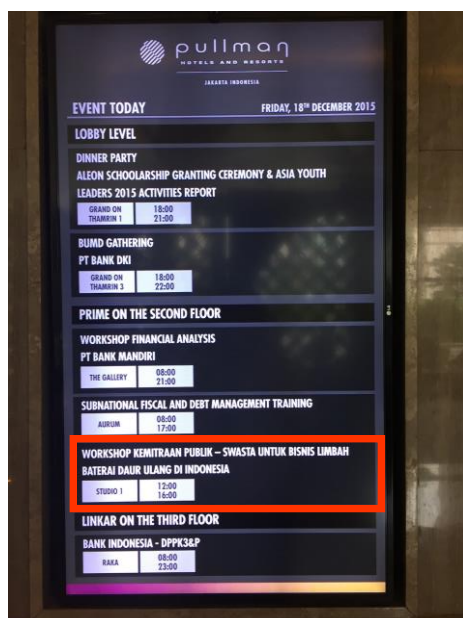 pullman
HOTELS AND RESORTS
JAKARTA INDONESIA
EVENT TODAY
FRIDAY, 18TH DECEMBER 2015
LOBBY LEVEL
DINNER PARTY
ALEON SCHOOLARSHIP GRANTING CEREMONY & ASIA YOUTH
LEADERS 2015 ACTIVITIES REPORT
GRAND ON
THAMRIN 1
18:00
21:00
BUMD GATHERING
PT BANK DKI
GRAND ON
THAMRIN 3
18:00
22:00
PRIME ON THE SECOND FLOOR
WORKSHOP FINANCIAL ANALYSIS
PT BANK MANDIRI
THE GALLERY
08:00
21:00
SUBNATIONAL FISCAL AND DEBT MANAGEMENT TRAINING
AURUM
08:00
17:00
WORKSHOP KEMITRAAN PUBLIK – SWASTA UNTUK BISNIS LIMBAH
BATERAI DAUR ULANG DI INDONESIA
STUDIO 1
12:00
16:00
LINKAR ON THE THIRD FLOOR
BANK INDONESIA - DPPK3&P
RAKA
08:00
23:00